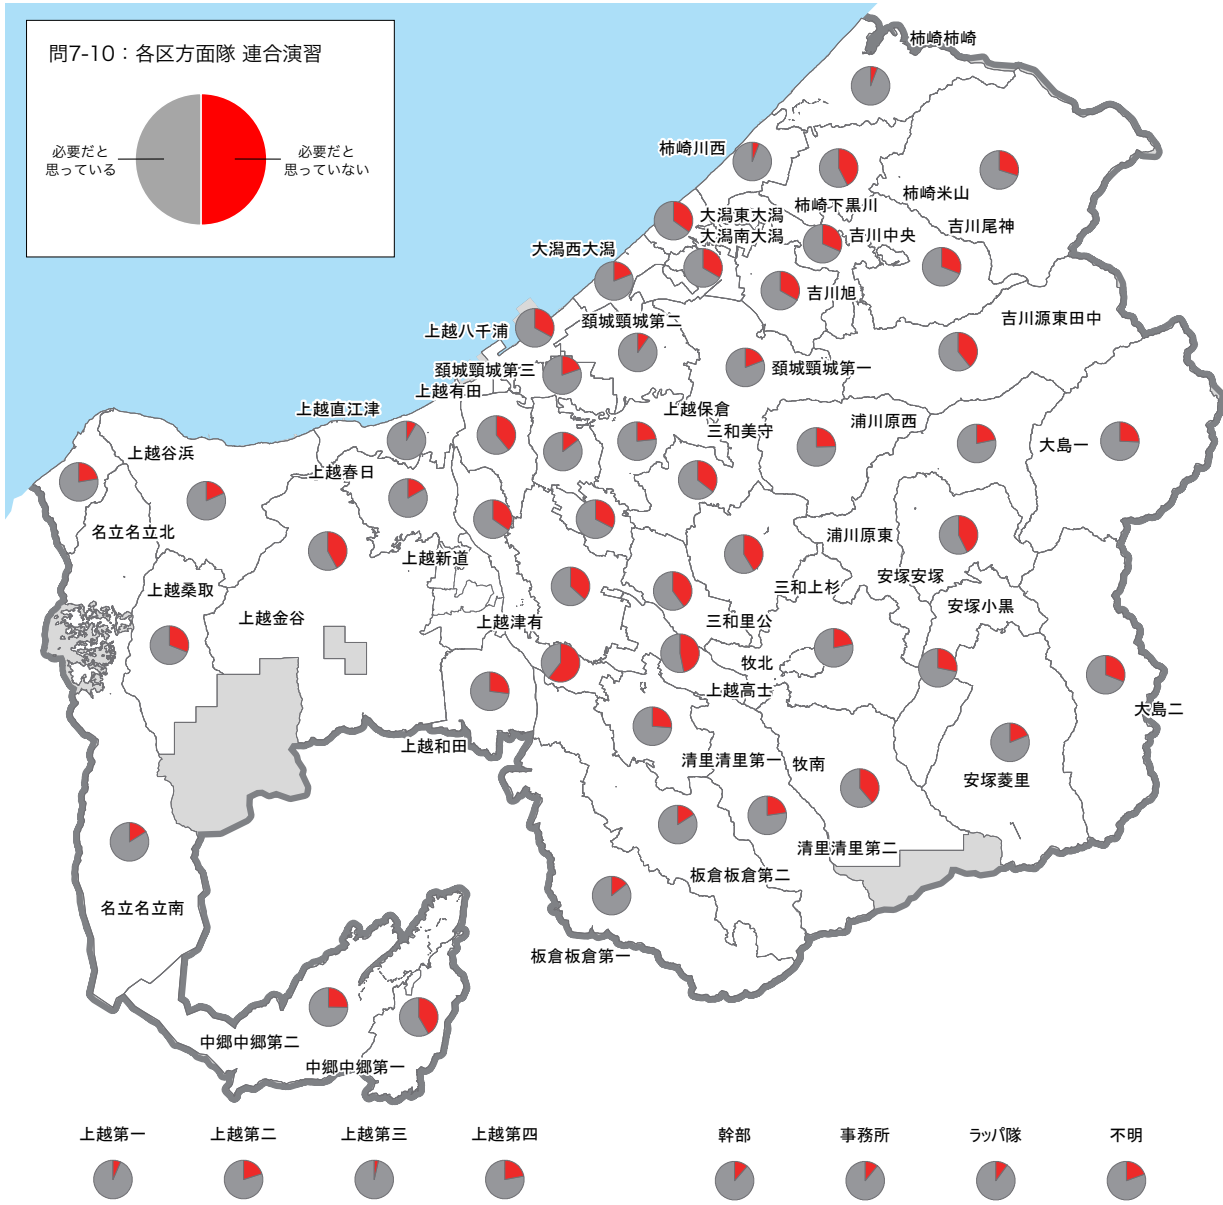 問7-10：各区方面隊 連合演習
必要だと
思っている
必要だと
思っていない
柿崎柿崎
柿崎川西
柿崎米山
柿崎下黒川
大潟東大潟
吉川尾神
大潟南大潟
吉川中央
大潟西大潟
吉川旭
吉川源東田中
頚城頸城第二
上越八千浦
頚城頸城第三
頚城頸城第一
上越有田
上越直江津
上越保倉
浦川原西
三和美守
大島一
上越谷浜
上越春日
名立名立北
浦川原東
上越新道
安塚安塚
上越桑取
三和上杉
安塚小黒
上越金谷
上越津有
三和里公
牧北
上越高士
大島二
上越和田
清里清里第一
牧南
安塚菱里
清里清里第二
板倉板倉第二
名立名立南
板倉板倉第一
中郷中郷第二
中郷中郷第一
上越第一
上越第二
上越第三
上越第四
幹部
事務所
ラッパ隊
不明